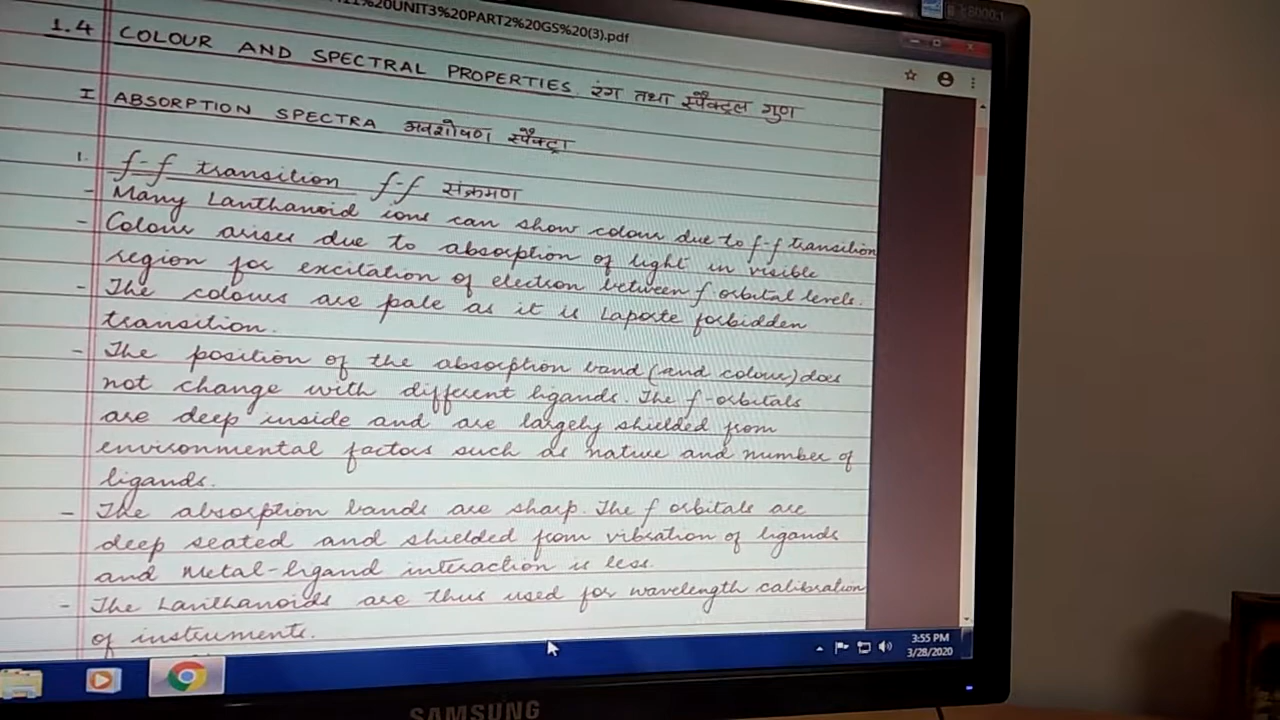 %20UNIT3%20PART2%20GS%20(3).pdf
1.4 COLOUR AND SPECTRAL PROPERTIES रंग तथा स्पैक्ट्रल गुण
I ABSORPTION SPECTRA अवशोषण स्पैक्ट्रा
1. f-f transition f-f संक्रमण
- Many Lanthanoid ions can show colour due to f-f transition
- Colour arises due to absorption of light in visible
region for excitation of electron between f orbital levels.
- The colours are pale as it is Laporte forbidden
transition.
- The position of the absorption band (and colour) does
not change with different ligands. The f-orbitals
are deep inside and are largely shielded from
environmental factors such as nature and number of
ligands.
- The absorption bands are sharp. The f orbitals are
deep seated and shielded from vibration of ligands
and Metal-ligand interaction is less.
- The Lanthanoids are thus used for wavelength calibration
of instruments.
3:55 PM
3/28/2020
SAMSUNG